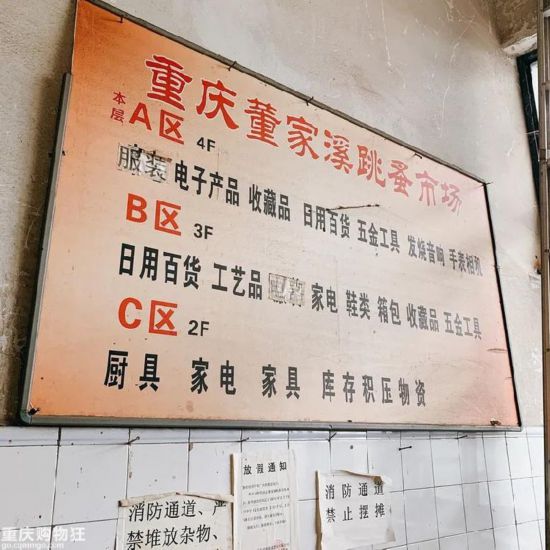 重庆董家溪跳蚤市场
本层
A区 4F
服装 电子产品 收藏品 日用百货 五金工具 发烧音响 手表相机
B区 3F
日用百货 工艺品 家电 鞋类 箱包 收藏品 五金工具
C区 2F
厨具 家电 家具 库存积压物资
消防通道、严
禁堆放杂物、
放假通知
消防通道
禁止摆摊
重庆购物狂
go.cqmmgo.com